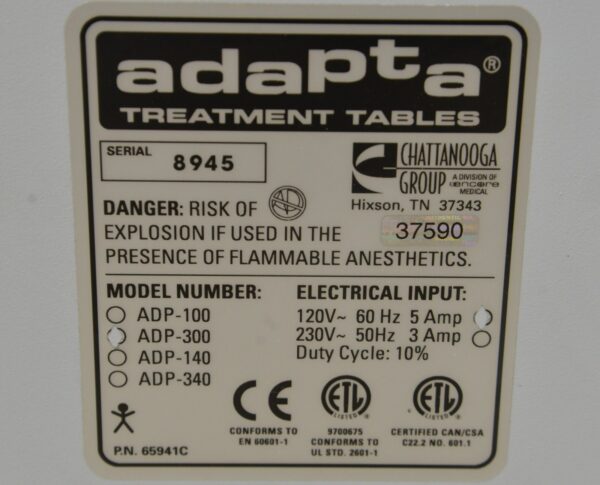 adapta®
TREATMENT TABLES
SERIAL 8945
CHATTANOOGA
GROUP A DIVISION OF
encore
MEDICAL
Hixson, TN 37343
DANGER: RISK OF
EXPLOSION IF USED IN THE
PRESENCE OF FLAMMABLE ANESTHETICS.
37590
MODEL NUMBER:
ADP-100
ADP-300
ADP-140
ADP-340
ELECTRICAL INPUT:
120V~ 60 Hz 5 Amp
230V~ 50Hz 3 Amp
Duty Cycle: 10%
P.N. 65941C
CE
CONFORMS TO
EN 60601-1
ETL
LISTED
9700675
CONFORMS TO
UL STD. 2601-1
ETL
LISTED
CERTIFIED CAN/CSA
C22.2 NO. 601.1